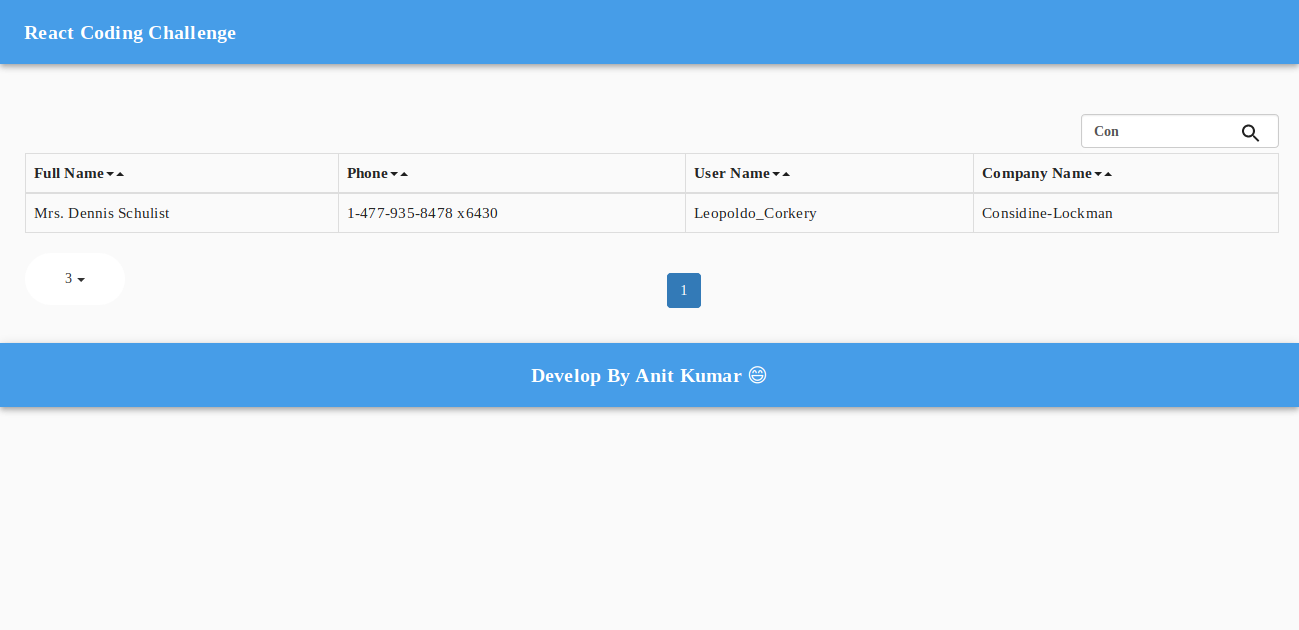 React Coding Challenge
Con
Full Name Phone User Name Company Name
Mrs. Dennis Schulist 1-477-935-8478 x6430 Leopoldo_Corkery Considine-Lockman
3
1
Develop By Anit Kumar 😄